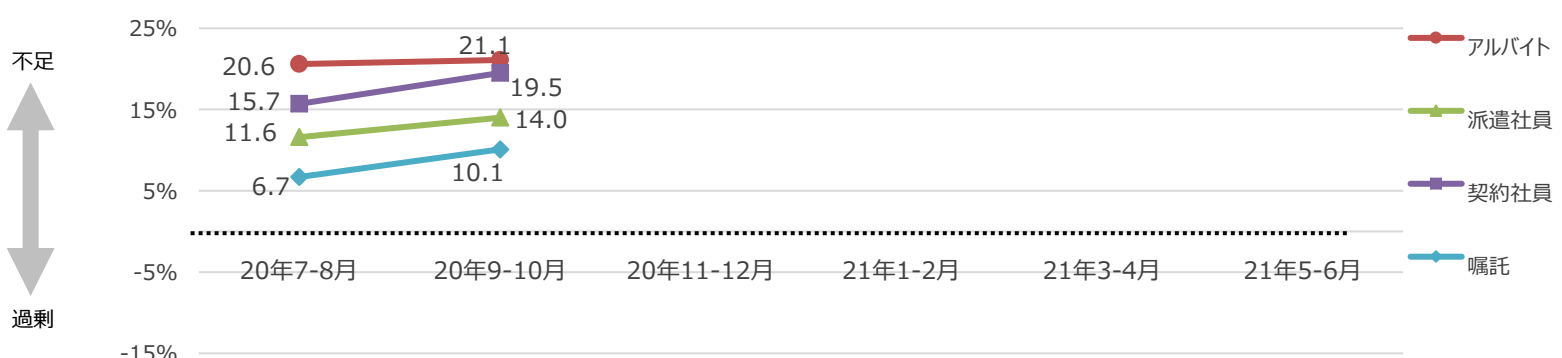 25%
不足
15%
5%
-5%
過剰
-15%
20.6
21.1
15.7
19.5
11.6
14.0
6.7
10.1
20年7-8月 20年9-10月 20年11-12月 21年1-2月 21年3-4月 21年5-6月
アルバイト
派遣社員
契約社員
嘱託